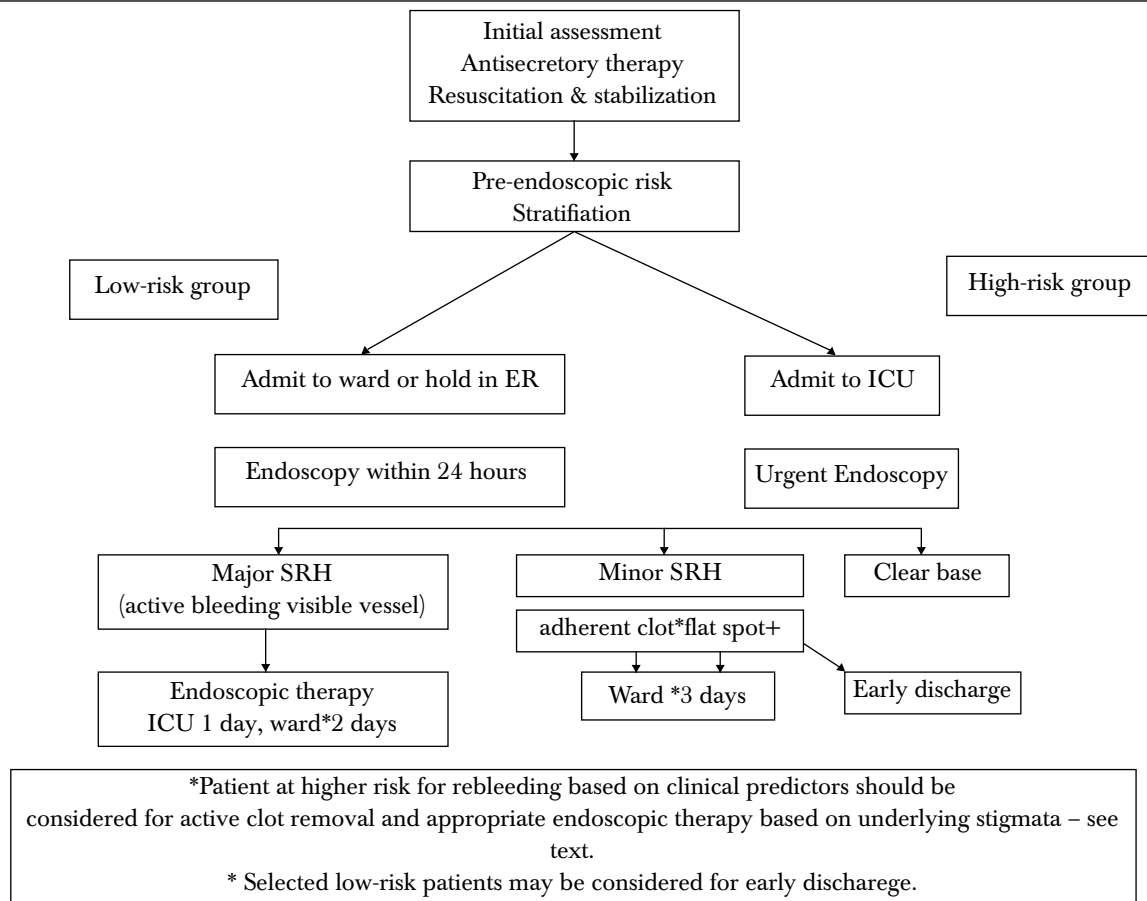 Initial assessment
Antisecretory therapy
Resuscitation & stabilization
Pre-endoscopic risk
Stratifiation
Low-risk group
High-risk group
Admit to ward or hold in ER
Admit to ICU
Endoscopy within 24 hours
Urgent Endoscopy
Major SRH
(active bleeding visible vessel)
Minor SRH
Clear base
adherent clot*flat spot+
Endoscopic therapy
ICU 1 day, ward*2 days
Ward *3 days
Early discharge
*Patient at higher risk for rebleeding based on clinical predictors should be
considered for active clot removal and appropriate endoscopic therapy based on underlying stigmata – see
text.
* Selected low-risk patients may be considered for early discharege.